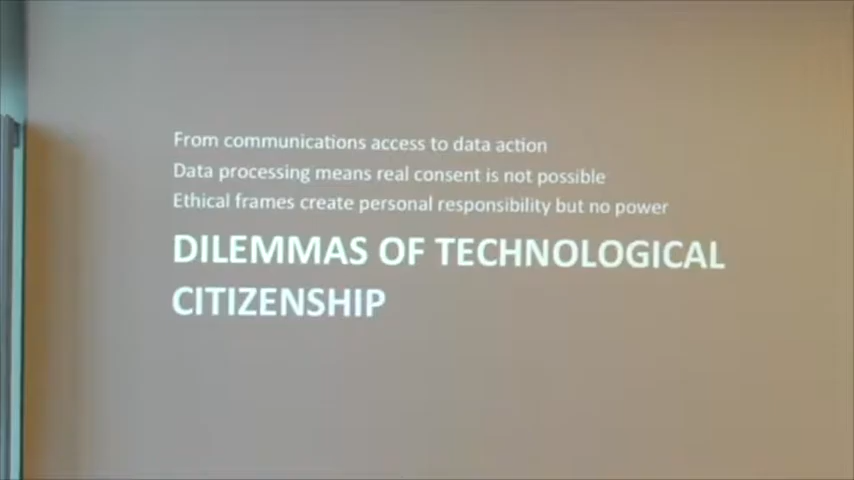 From communications access to data action
Data processing means real consent is not possible
Ethical frames create personal responsibility but no power
DILEMMAS OF TECHNOLOGICAL
CITIZENSHIP